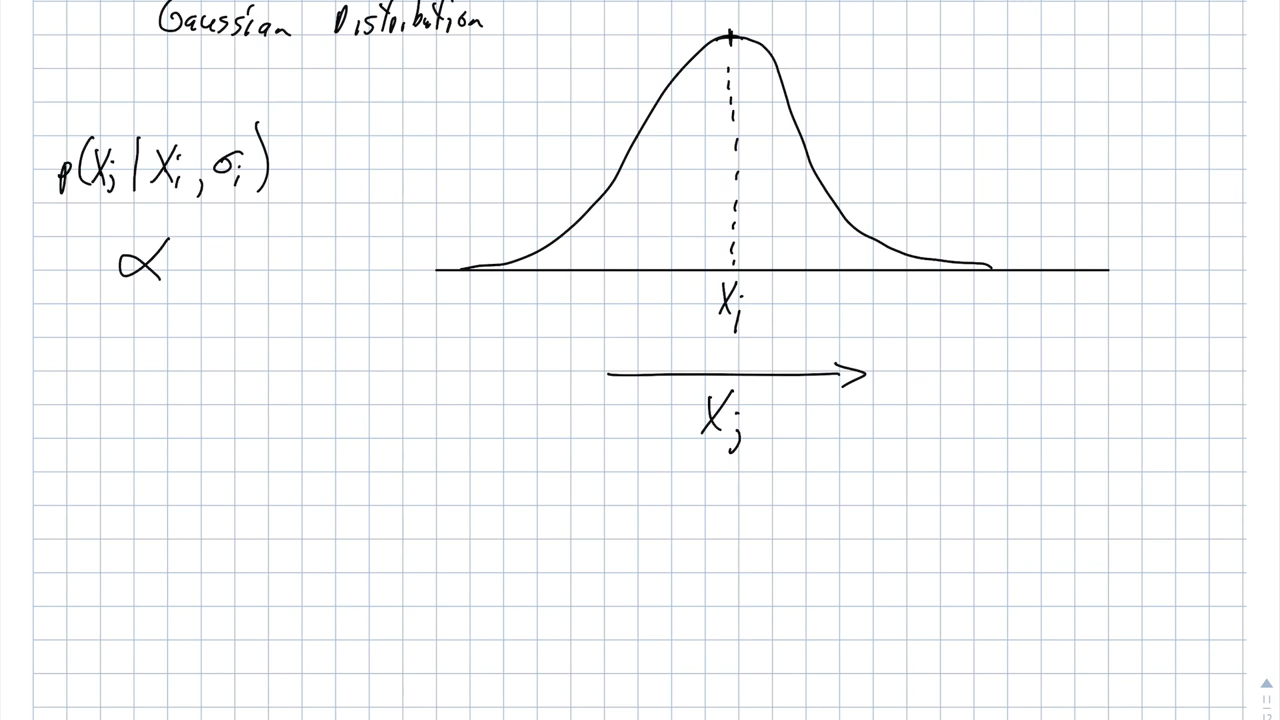 Gaussian Distribution
p(Xj | Xi, σi)
∝
Xi
Xj